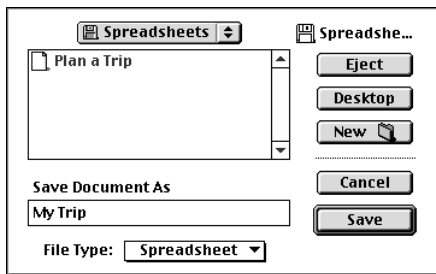 Spreadsheets
Spreadshe...
Plan a Trip
Eject
Desktop
New
Save Document As
My Trip
Cancel
Save
File Type: Spreadsheet